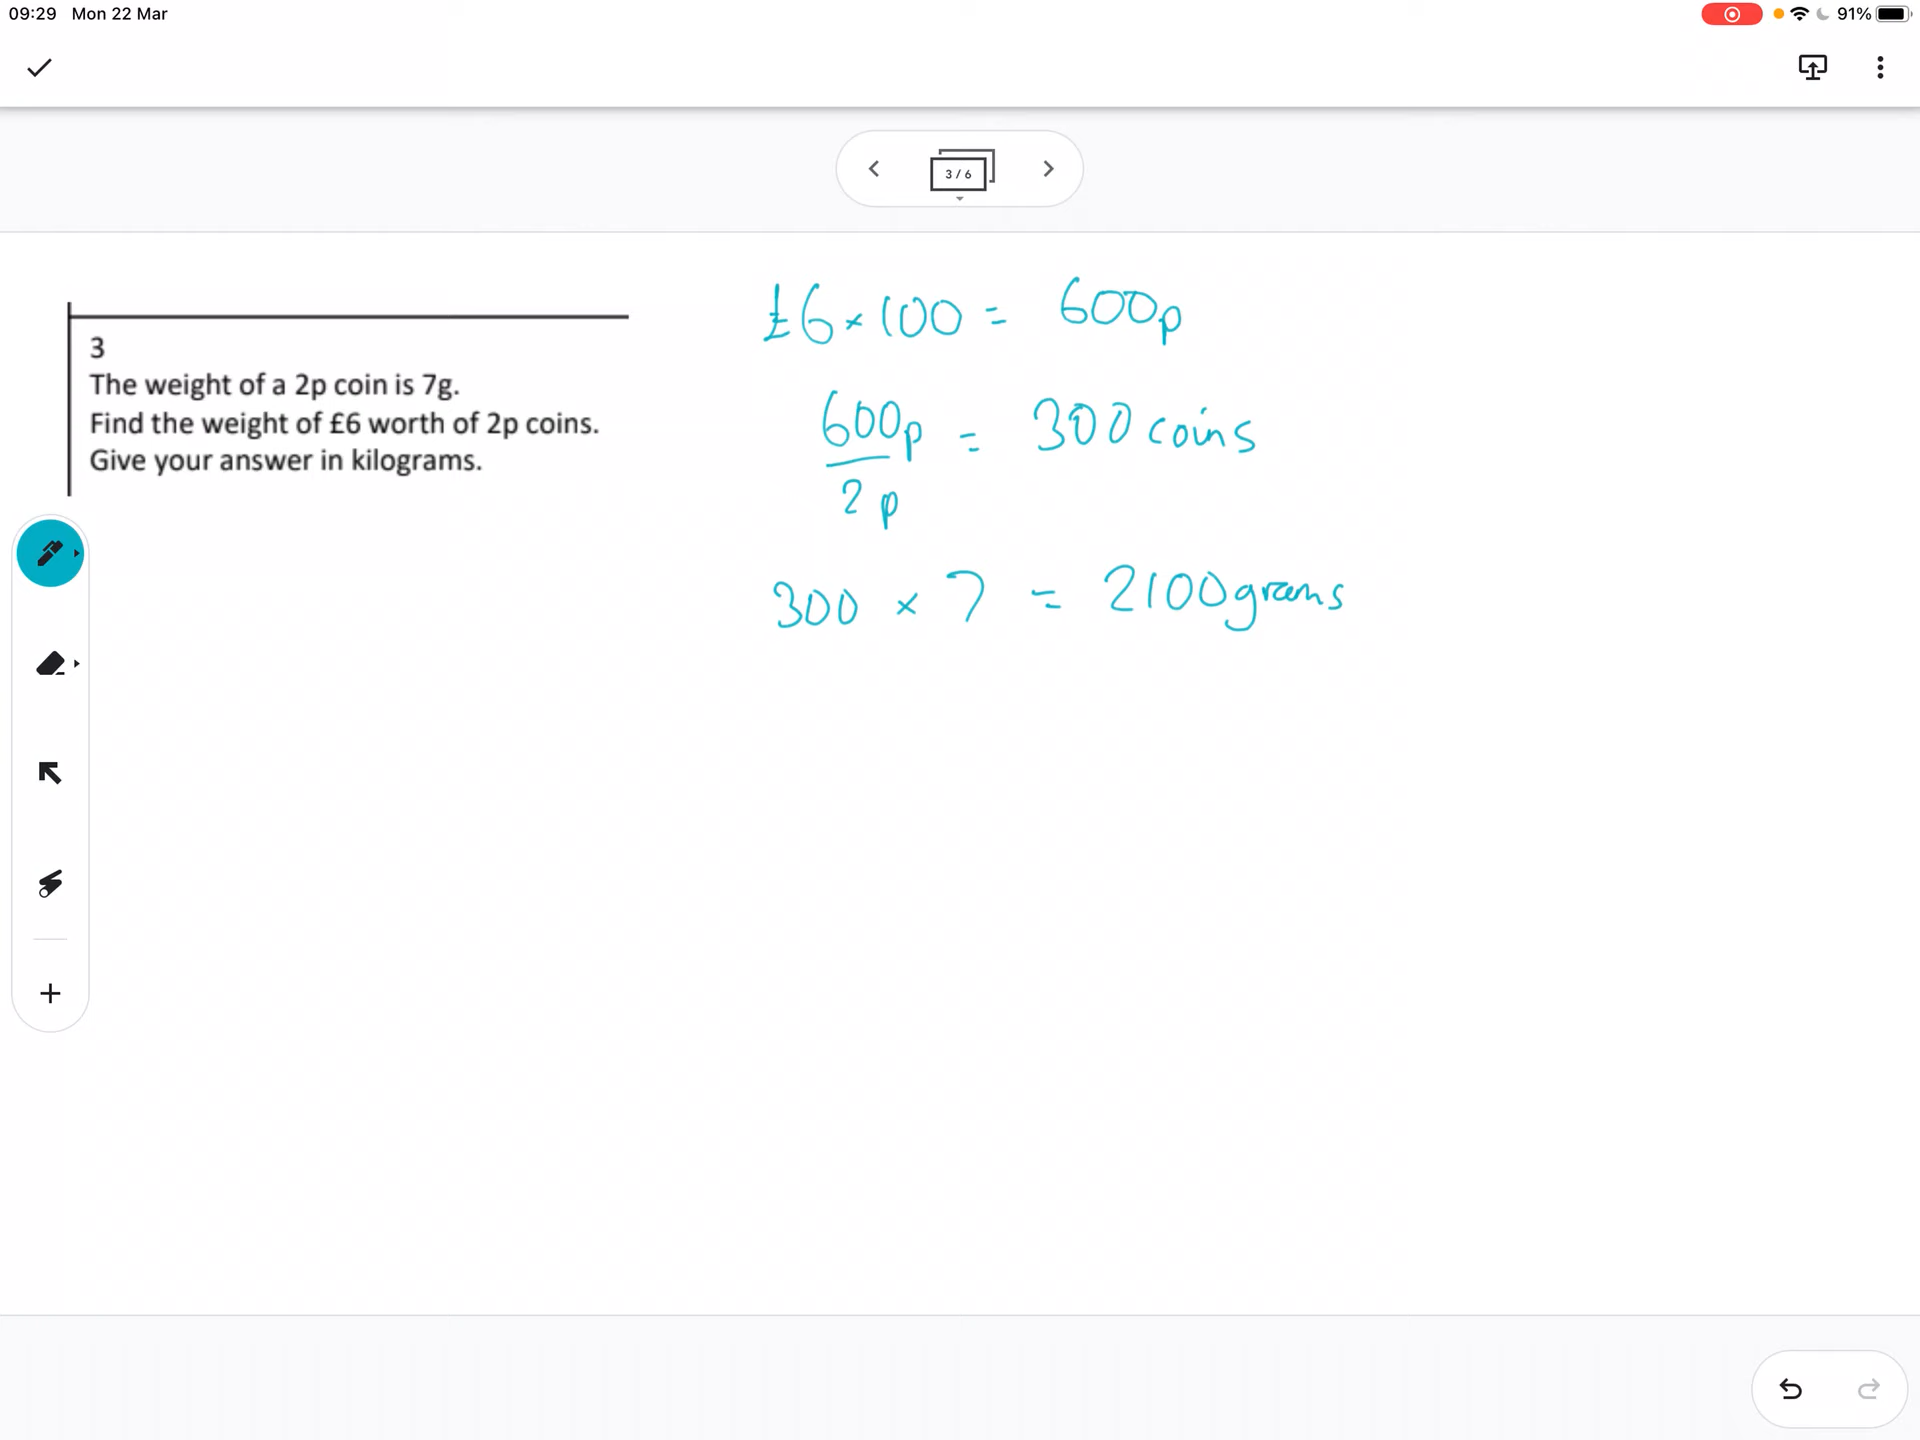 09:29 Mon 22 Mar
91%
3 / 6
3
The weight of a 2p coin is 7g.
Find the weight of £6 worth of 2p coins.
Give your answer in kilograms.
£6 × 100 = 600p
600p = 300 coins
2p
300 × 7 = 2100grams